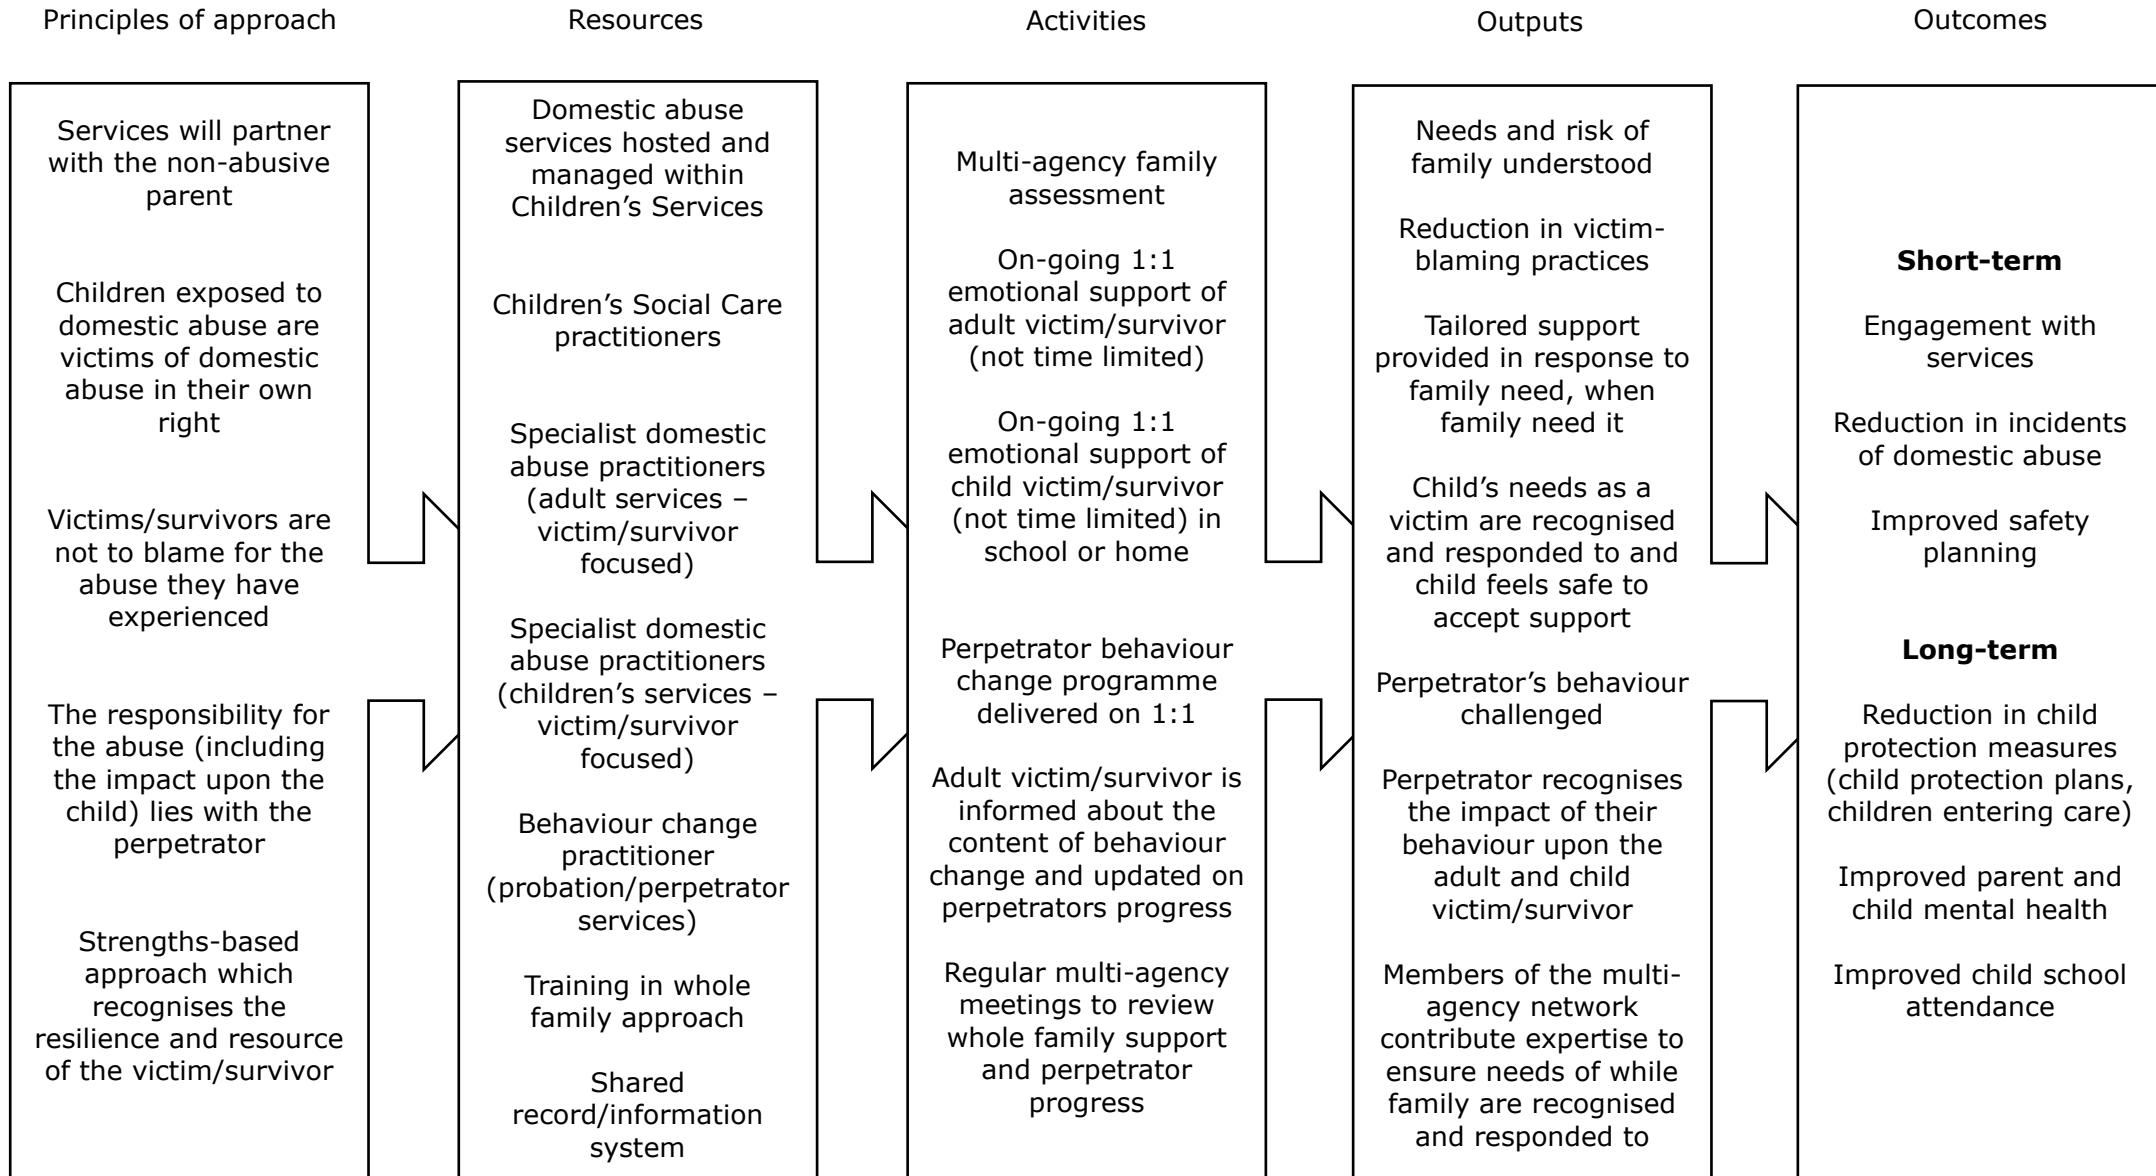 Principles of approach
Services will partner
with the non-abusive
parent
Children exposed to
domestic abuse are
victims of domestic
abuse in their own
right
Victims/survivors are
not to blame for the
abuse they have
experienced
The responsibility for
the abuse (including
the impact upon the
child) lies with the
perpetrator
Strengths-based
approach which
recognises the
resilience and resource
of the victim/survivor
Resources
Domestic abuse
services hosted and
managed within
Children’s Services
Children’s Social Care
practitioners
Specialist domestic
abuse practitioners
(adult services –
victim/survivor
focused)
Specialist domestic
abuse practitioners
(children’s services –
victim/survivor
focused)
Behaviour change
practitioner
(probation/perpetrator
services)
Training in whole
family approach
Shared
record/information
system
Activities
Multi-agency family
assessment
On-going 1:1
emotional support of
adult victim/survivor
(not time limited)
On-going 1:1
emotional support of
child victim/survivor
(not time limited) in
school or home
Perpetrator behaviour
change programme
delivered on 1:1
Adult victim/survivor is
informed about the
content of behaviour
change and updated on
perpetrators progress
Regular multi-agency
meetings to review
whole family support
and perpetrator
progress
Outputs
Needs and risk of
family understood
Reduction in victim-
blaming practices
Tailored support
provided in response to
family need, when
family need it
Child’s needs as a
victim are recognised
and responded to and
child feels safe to
accept support
Perpetrator’s behaviour
challenged
Perpetrator recognises
the impact of their
behaviour upon the
adult and child
victim/survivor
Members of the multi-
agency network
contribute expertise to
ensure needs of while
family are recognised
and responded to
Outcomes
Short-term
Engagement with
services
Reduction in incidents
of domestic abuse
Improved safety
planning
Long-term
Reduction in child
protection measures
(child protection plans,
children entering care)
Improved parent and
child mental health
Improved child school
attendance